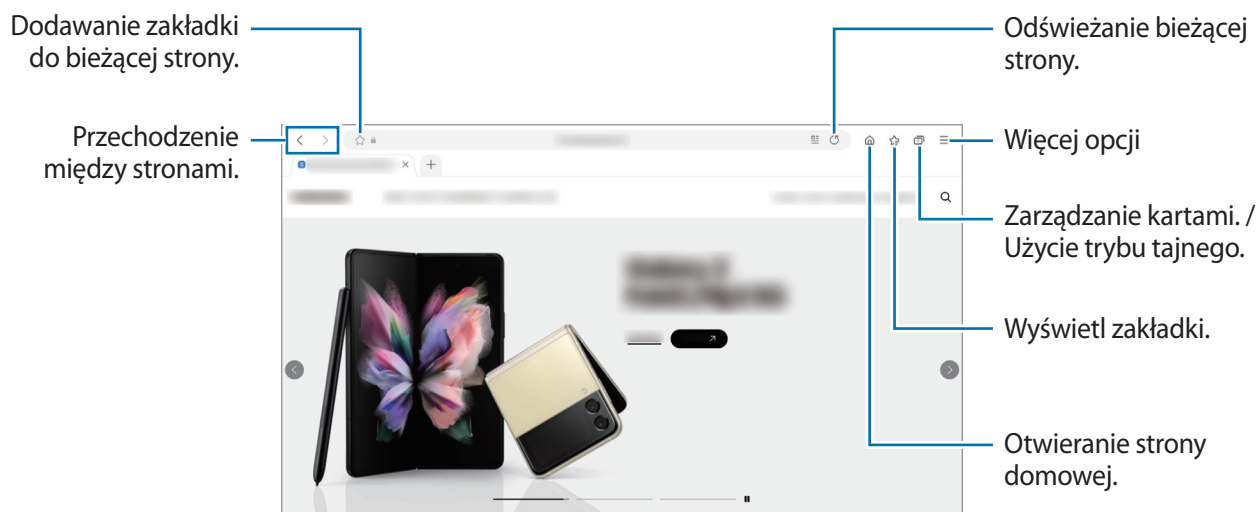 Dodawanie zakładki
do bieżącej strony.
Przechodzenie
między stronami.
Odświeżanie bieżącej
strony.
Więcej opcji
Zarządzanie kartami. /
Użycie trybu tajnego.
Wyświetl zakładki.
Otwieranie strony
domowej.